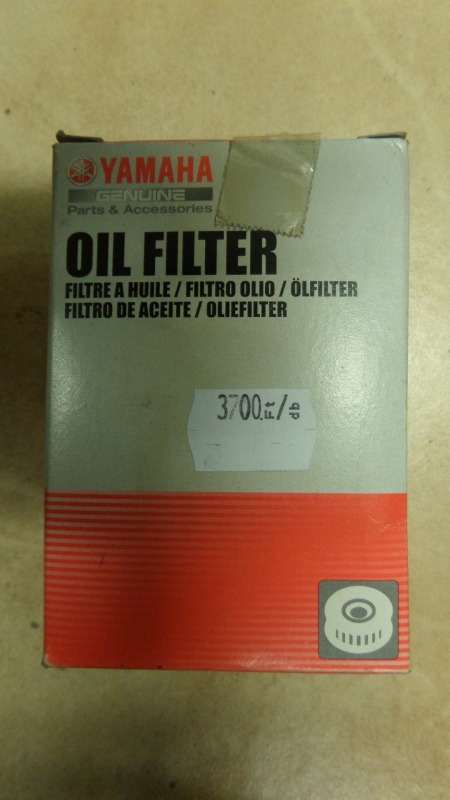 YAMAHA
GENUINE
Parts & Accessories
OIL FILTER
FILTRE A HUILE / FILTRO OLIO / ÖLFILTER
FILTRO DE ACEITE / OLIEFILTER
3700.Ft/db